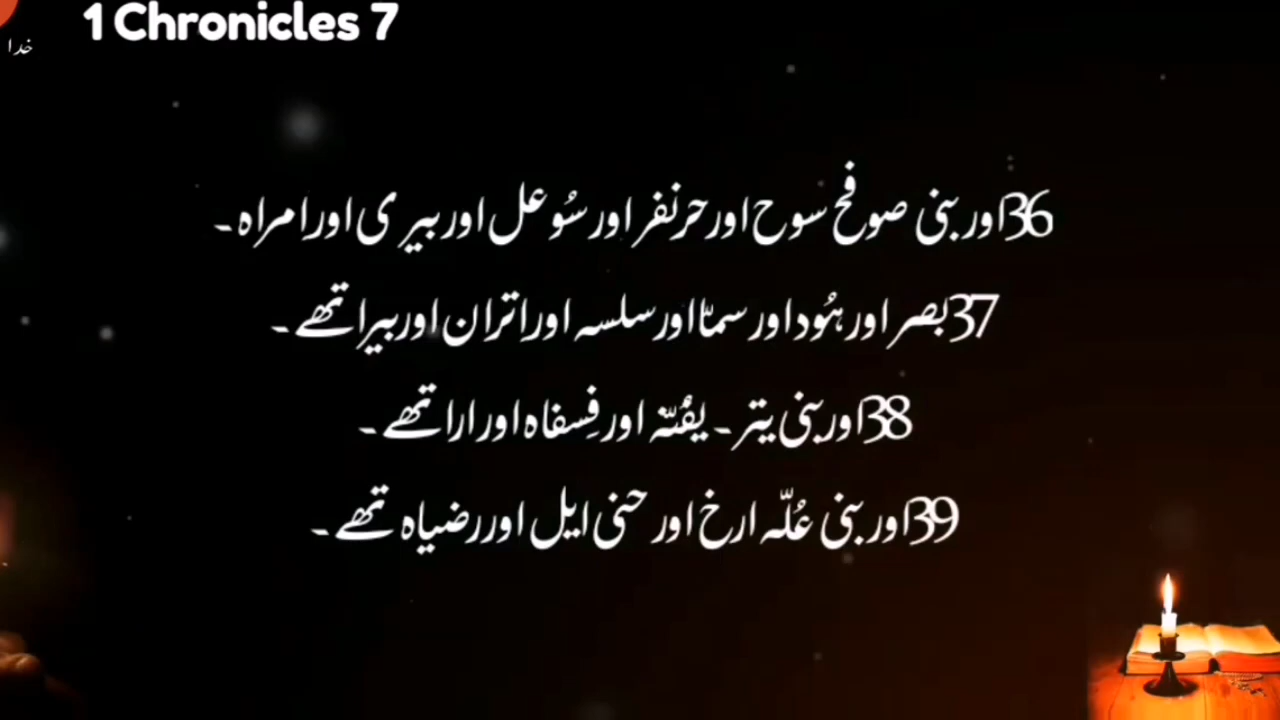 1 Chronicles 7
خدا
36اور بنی صوفح سوح اور حرنفر اور سُوعل اور بیری اور امراہ۔
37بصر اور ہُود اور سمّا اور سلسہ اور اتران اور بیرا تھے۔
38اور بنی یتر۔ یفُنّہ اور فِسفاہ اور ارا تھے۔
39اور بنی عُلّہ ارخ اور حنی ایل اور رضیاہ تھے۔